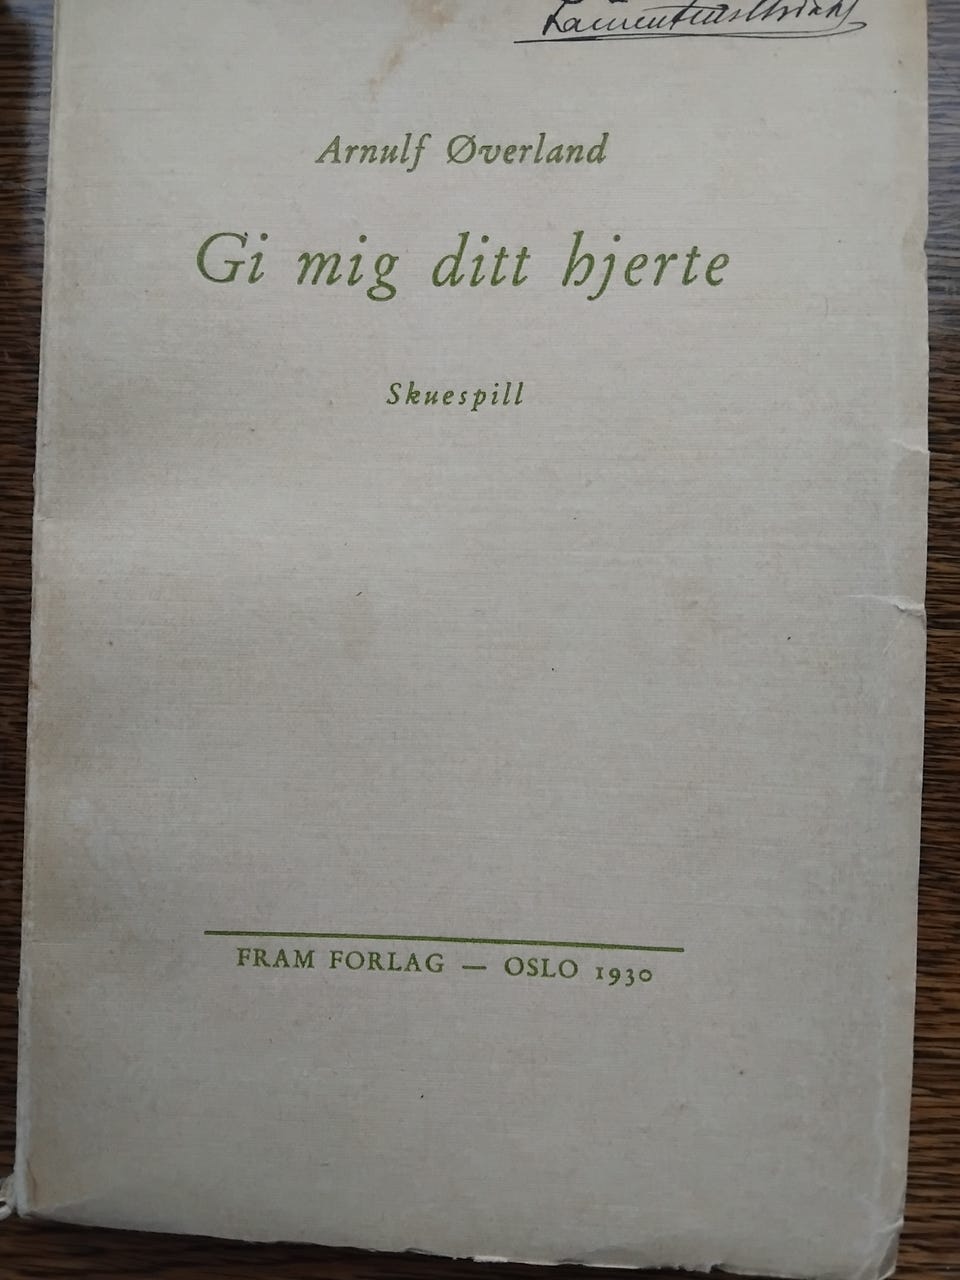 Arnulf Øverland
Gi mig ditt hjerte
Skuespill
FRAM FORLAG — OSLO 1930